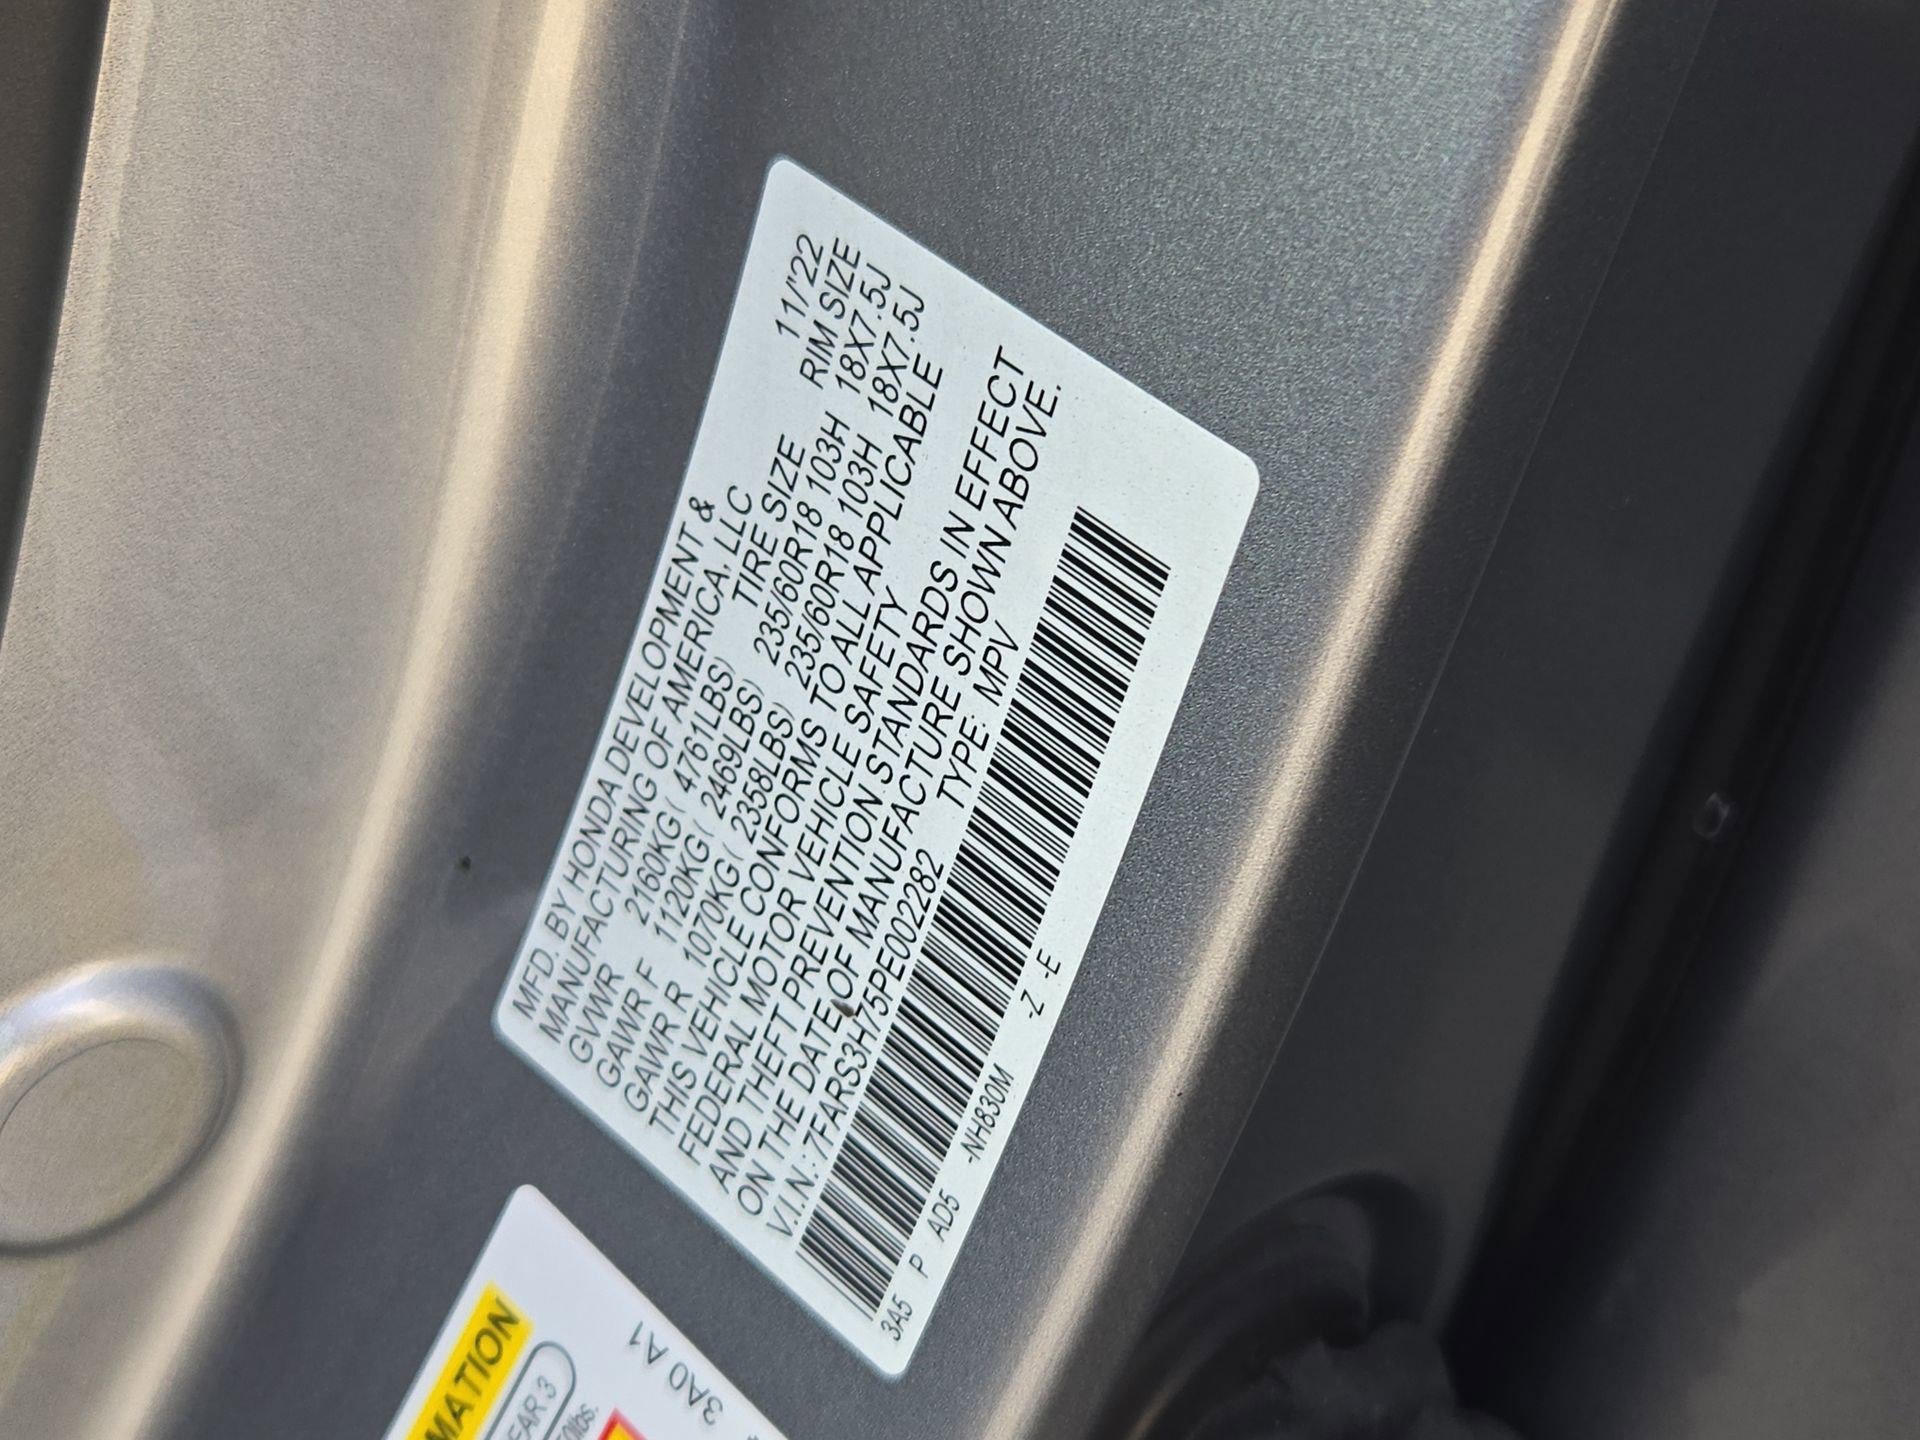 MFD. BY HONDA DEVELOPMENT &
MANUFACTURING OF AMERICA, LLC 11/'22
GVWR 2160KG( 4761LBS) TIRE SIZE RIM SIZE
GAWR F 1120KG( 2469LBS) 235/60R18 103H 18X7.5J
GAWR R 1070KG( 2358LBS) 235/60R18 103H 18X7.5J
THIS VEHICLE CONFORMS TO ALL APPLICABLE
FEDERAL MOTOR VEHICLE SAFETY
AND THEFT PREVENTION STANDARDS IN EFFECT
ON THE DATE OF MANUFACTURE SHOWN ABOVE.
V.I.N.:7FARS3H75PE002282 TYPE: MPV
3A5 P AD5 -NH830M -Z -E
MATION
EAR 3
3A0 A1